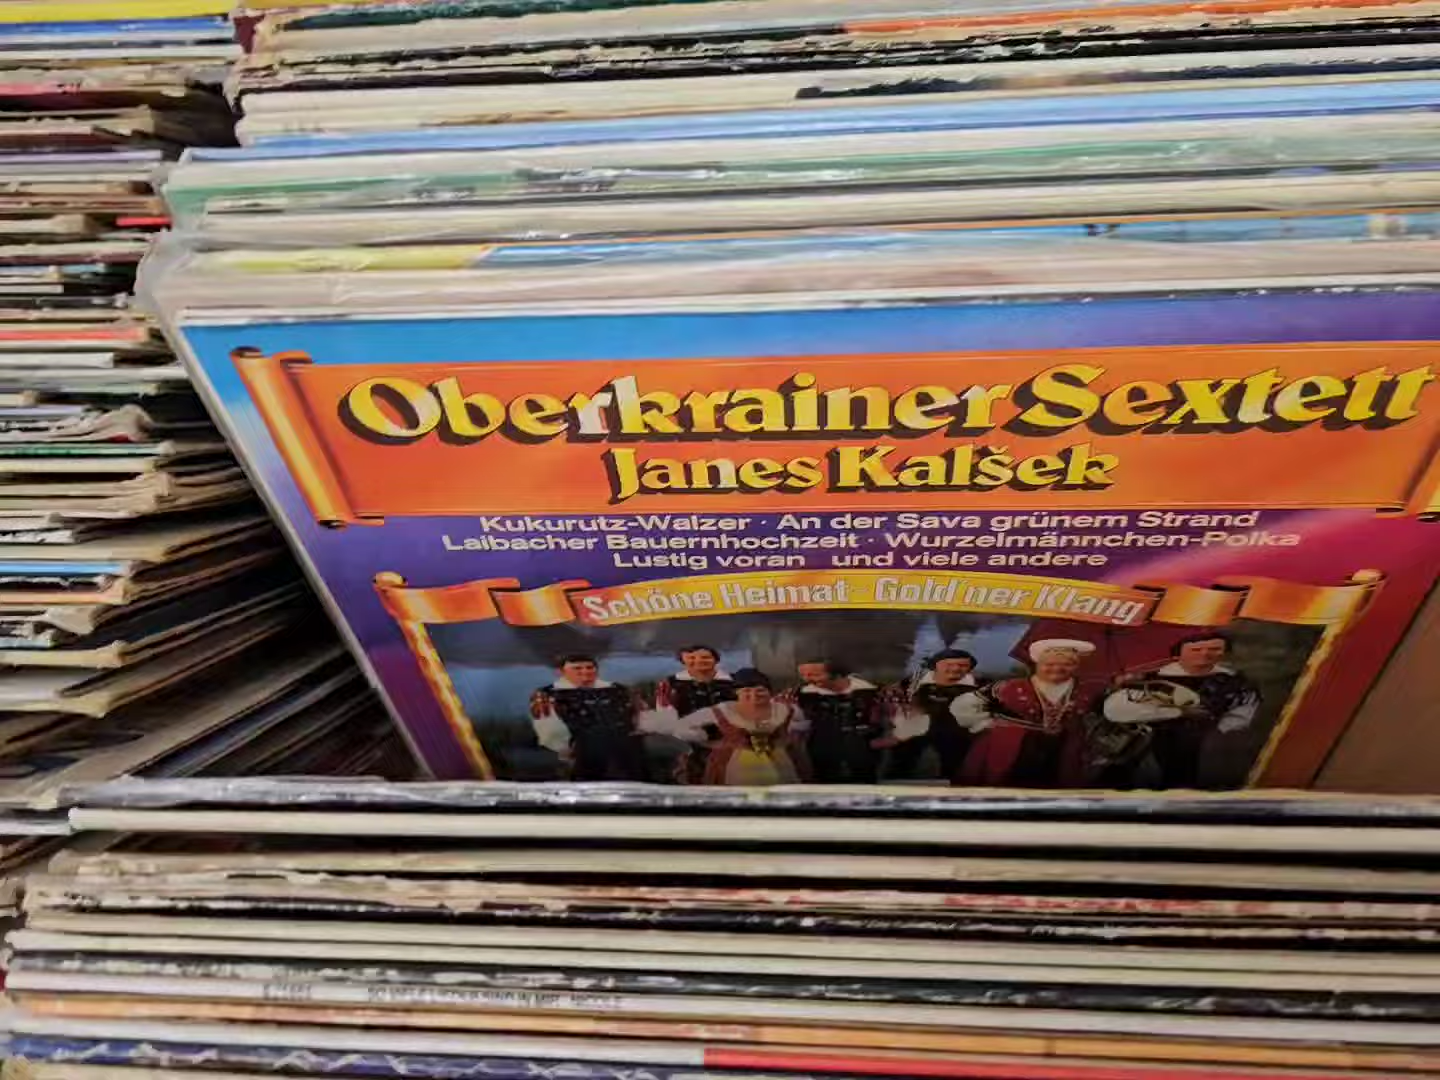 Oberkrainer Sextett
Janes Kalšek
Kukurutz-Walzer · An der Sava grünem Strand
Laibacher Bauernhochzeit · Wurzelmännchen-Polka
Lustig voran und viele andere
Schöne Heimat - Gold'ner Klang